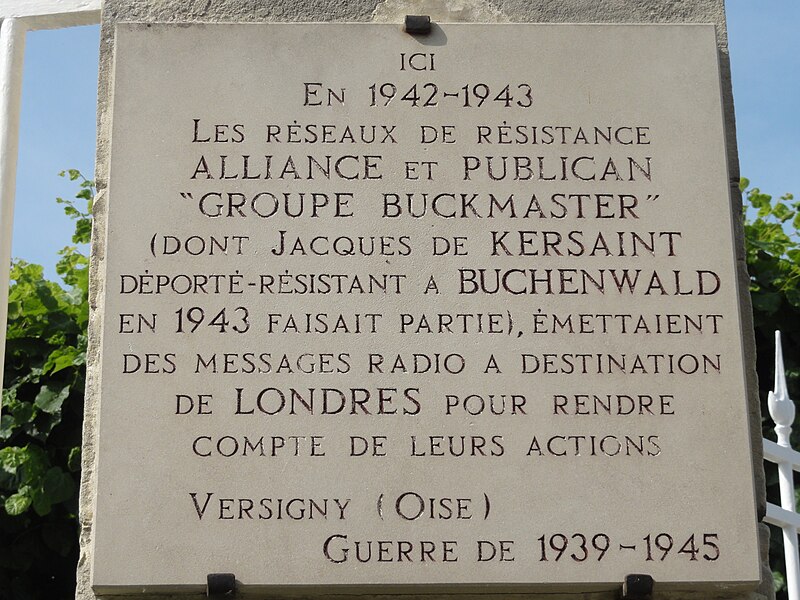 ICI
EN 1942-1943
LES RÉSEAUX DE RÉSISTANCE
ALLIANCE ET PUBLICAN
"GROUPE BUCKMASTER"
(DONT JACQUES DE KERSAINT
DÉPORTÉ-RÉSISTANT A BUCHENWALD
EN 1943 FAISAIT PARTIE), ÉMETTAIENT
DES MESSAGES RADIO A DESTINATION
DE LONDRES POUR RENDRE
COMPTE DE LEURS ACTIONS
VERSIGNY (OISE)
GUERRE DE 1939-1945